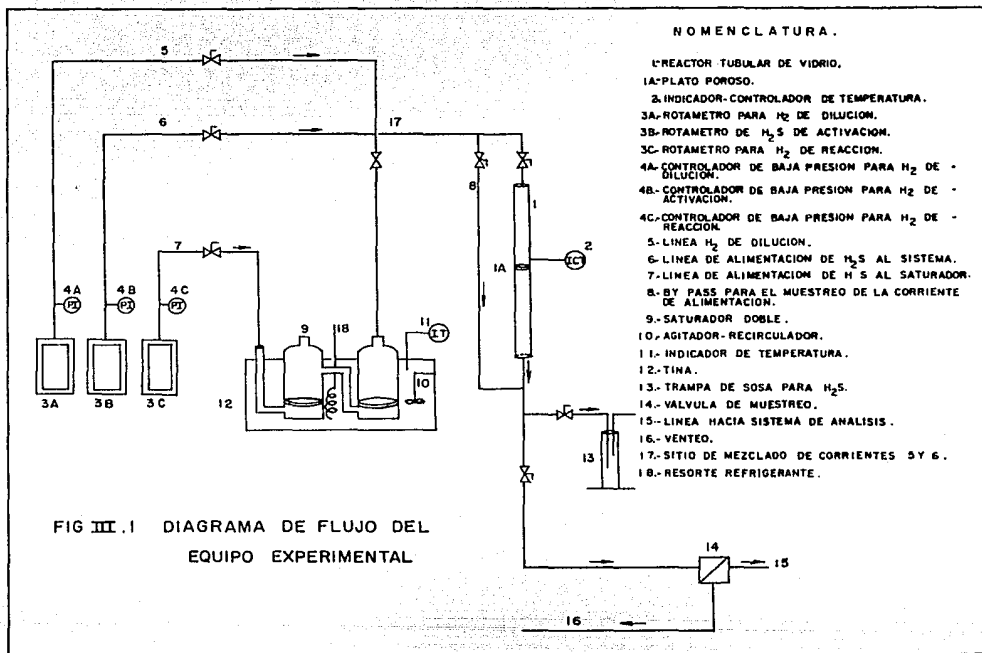 NOMENCLATURA.
1.-REACTOR TUBULAR DE VIDRIO.
1A.-PLATO POROSO.
2. INDICADOR-CONTROLADOR DE TEMPERATURA.
3A.-ROTAMETRO PARA H2 DE DILUCION.
3B.-ROTAMETRO DE H2S DE ACTIVACION.
3C.-ROTAMETRO PARA H2 DE REACCION.
4A.-CONTROLADOR DE BAJA PRESION PARA H2 DE -
DILUCION.
4B.-CONTROLADOR DE BAJA PRESION PARA H2 DE -
ACTIVACION.
4C.-CONTROLADOR DE BAJA PRESION PARA H2 DE -
REACCION.
5.-LINEA H2 DE DILUCION.
6.-LINEA DE ALIMENTACION DE H2S AL SISTEMA.
7.-LINEA DE ALIMENTACION DE H S AL SATURADOR.
8.-BY PASS PARA EL MUESTREO DE LA CORRIENTE
DE ALIMENTACION.
9.-SATURADOR DOBLE.
10.-AGITADOR-RECIRCULADOR.
11.-INDICADOR DE TEMPERATURA.
12.-TINA.
13.-TRAMPA DE SOSA PARA H2S.
14.-VALVULA DE MUESTREO.
15.-LINEA HACIA SISTEMA DE ANALISIS.
16.-VENTEO.
17.-SITIO DE MEZCLADO DE CORRIENTES 5 Y 6.
18.-RESORTE REFRIGERANTE.
5
6
17
7
8
1
1A
2
ICT
4A
4B
4C
PI
PI
PI
3A
3B
3C
9
18
11
IT
10
12
13
14
15
16
FIG III.1 DIAGRAMA DE FLUJO DEL
EQUIPO EXPERIMENTAL